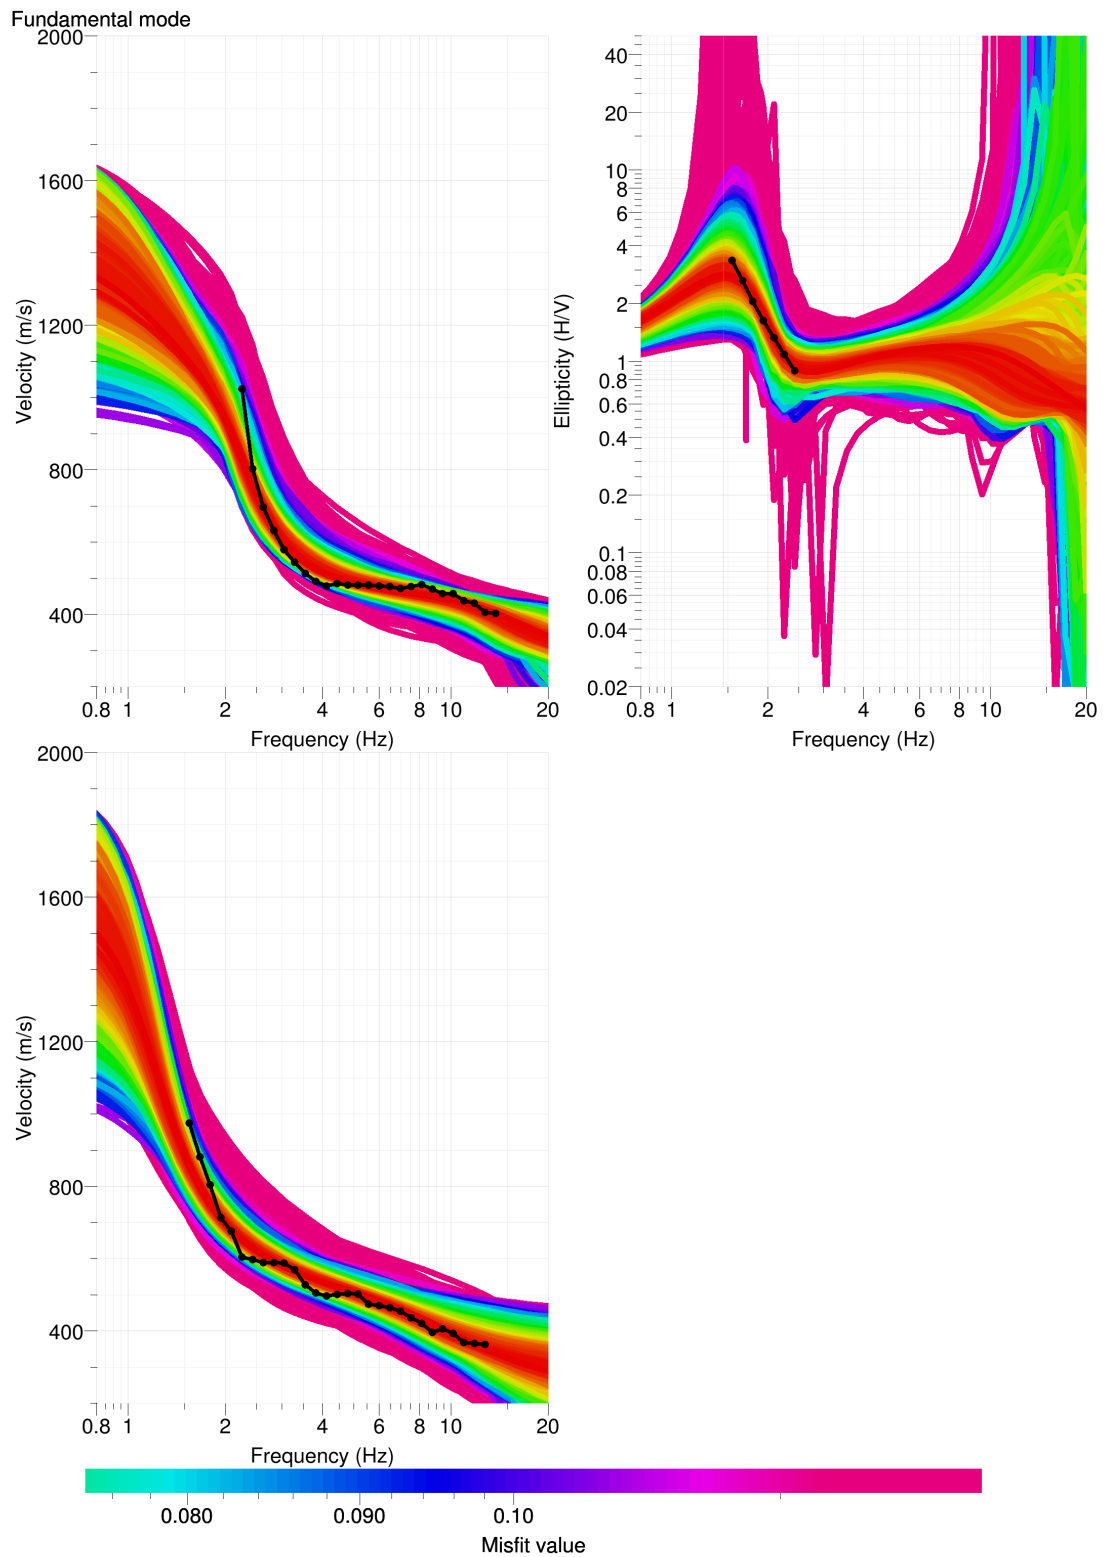 Fundamental mode
2000
1600
1200
800
400
Velocity (m/s)
0.8 1 2 4 6 8 10 20
Frequency (Hz)
40
20
10
8
6
4
2
1
0.8
0.6
0.4
0.2
0.1
0.08
0.06
0.04
0.02
Ellipticity (H/V)
0.8 1 2 4 6 8 10 20
Frequency (Hz)
2000
1600
1200
800
400
Velocity (m/s)
0.8 1 2 4 6 8 10 20
Frequency (Hz)
0.080 0.090 0.10
Misfit value